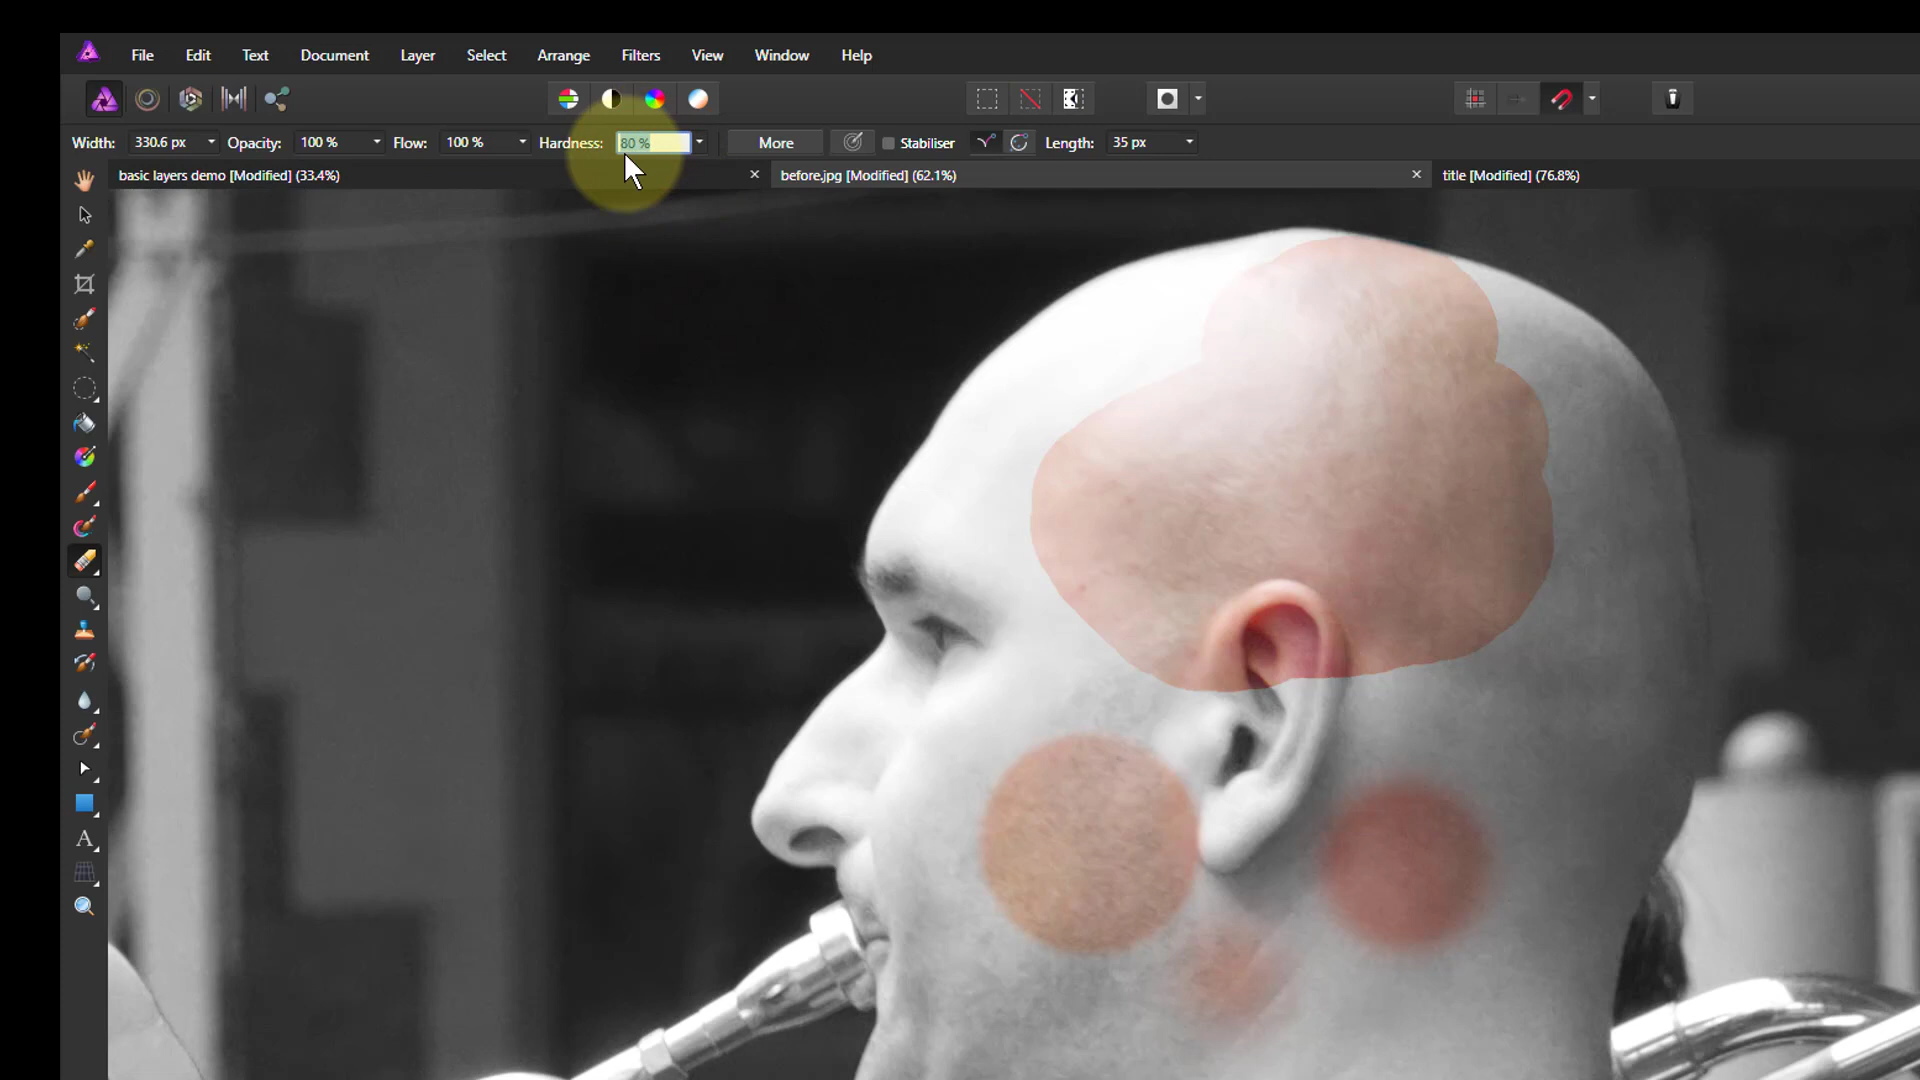 File Edit Text Document Layer Select Arrange Filters View Window Help
Width: 330.6 px Opacity: 100 % Flow: 100 % Hardness: 80 % More Stabiliser Length: 35 px
basic layers demo [Modified] (33.4%) before.jpg [Modified] (62.1%) title [Modified] (76.8%)